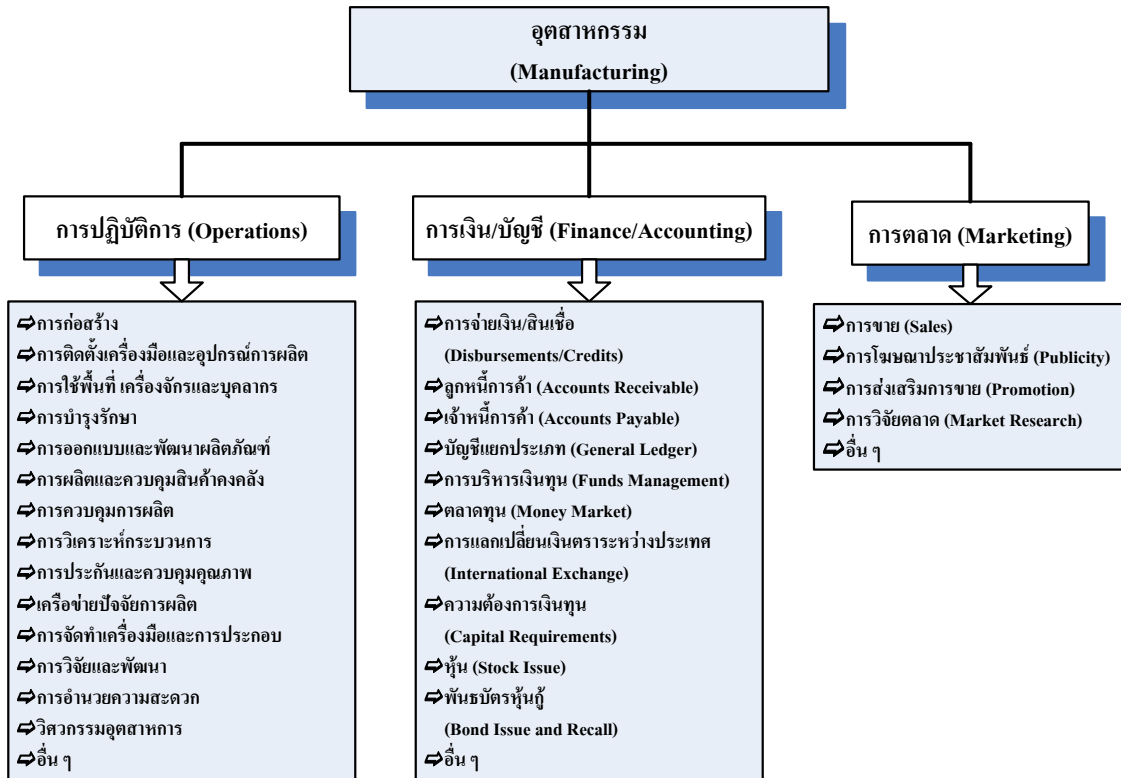 อุตสาหกรรม
(Manufacturing)
การปฏิบัติการ (Operations)
⇨การก่อสร้าง
⇨การติดตั้งเครื่องมือและอุปกรณ์การผลิต
⇨การใช้พื้นที่ เครื่องจักรและบุคลากร
⇨การบำรุงรักษา
⇨การออกแบบและพัฒนาผลิตภัณฑ์
⇨การผลิตและควบคุมสินค้าคงคลัง
⇨การควบคุมการผลิต
⇨การวิเคราะห์กระบวนการ
⇨การประกันและควบคุมคุณภาพ
⇨เครือข่ายปัจจัยการผลิต
⇨การจัดทำเครื่องมือและการประกอบ
⇨การวิจัยและพัฒนา
⇨การอำนวยความสะดวก
⇨วิศวกรรมอุตสาหการ
⇨อื่น ๆ
การเงิน/บัญชี (Finance/Accounting)
⇨การจ่ายเงิน/สินเชื่อ
(Disbursements/Credits)
⇨ลูกหนี้การค้า (Accounts Receivable)
⇨เจ้าหนี้การค้า (Accounts Payable)
⇨บัญชีแยกประเภท (General Ledger)
⇨การบริหารเงินทุน (Funds Management)
⇨ตลาดทุน (Money Market)
⇨การแลกเปลี่ยนเงินตราระหว่างประเทศ
(International Exchange)
⇨ความต้องการเงินทุน
(Capital Requirements)
⇨หุ้น (Stock Issue)
⇨พันธบัตรหุ้นกู้
(Bond Issue and Recall)
⇨อื่น ๆ
การตลาด (Marketing)
⇨การขาย (Sales)
⇨การโฆษณาประชาสัมพันธ์ (Publicity)
⇨การส่งเสริมการขาย (Promotion)
⇨การวิจัยตลาด (Market Research)
⇨อื่น ๆ